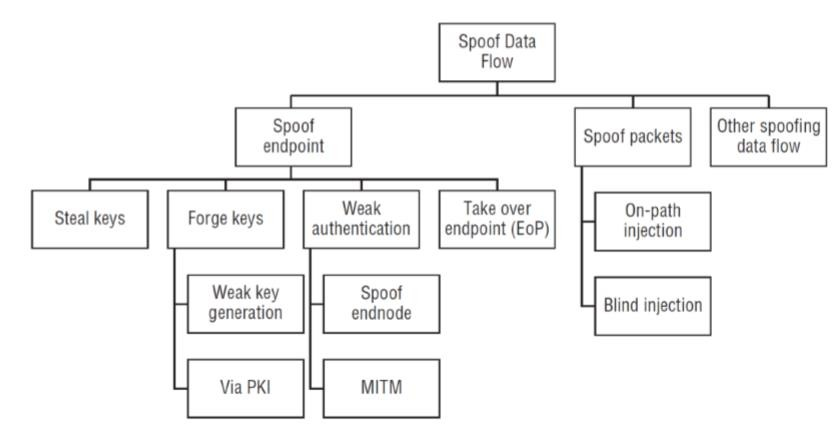 Spoof Data
Flow
Spoof
endpoint
Spoof packets
Other spoofing
data flow
Steal keys
Forge keys
Weak
authentication
Take over
endpoint (EoP)
On-path
injection
Weak key
generation
Spoof
endnode
Blind injection
Via PKI
MITM